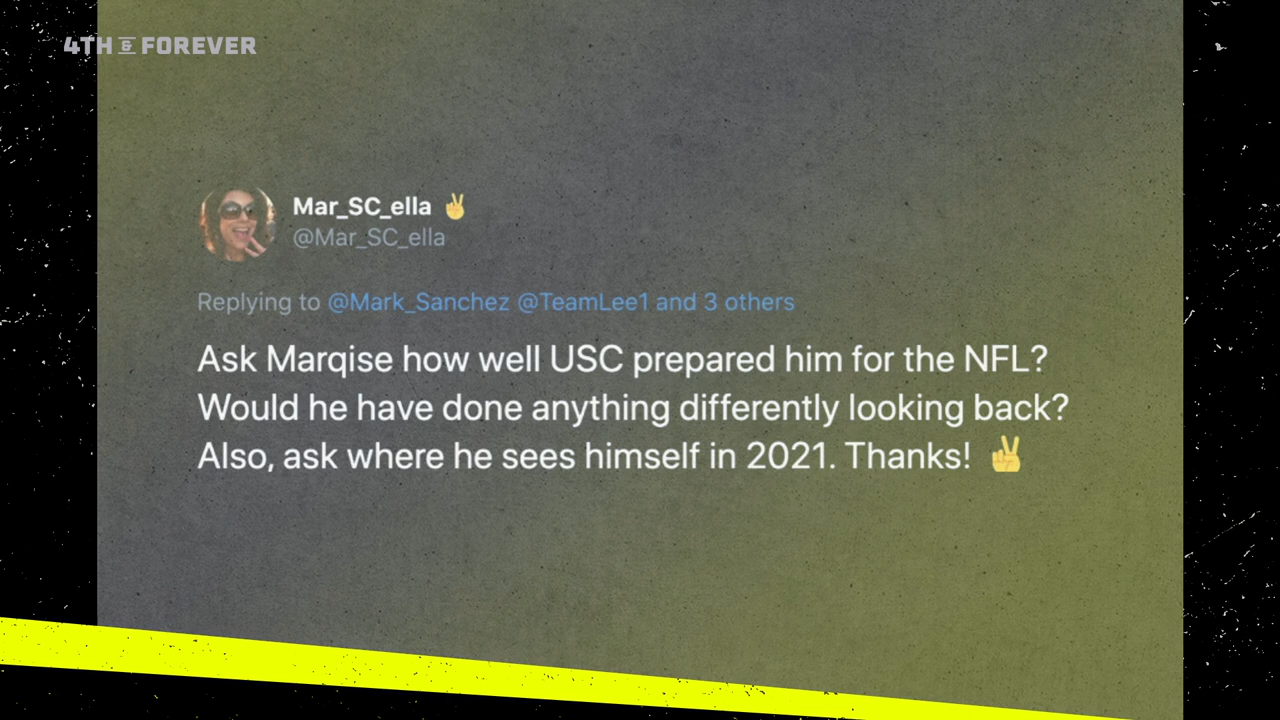 4TH & FOREVER
Mar_SC_ella ✌
@Mar_SC_ella
Replying to @Mark_Sanchez @TeamLee1 and 3 others
Ask Marqise how well USC prepared him for the NFL?
Would he have done anything differently looking back?
Also, ask where he sees himself in 2021. Thanks! ✌